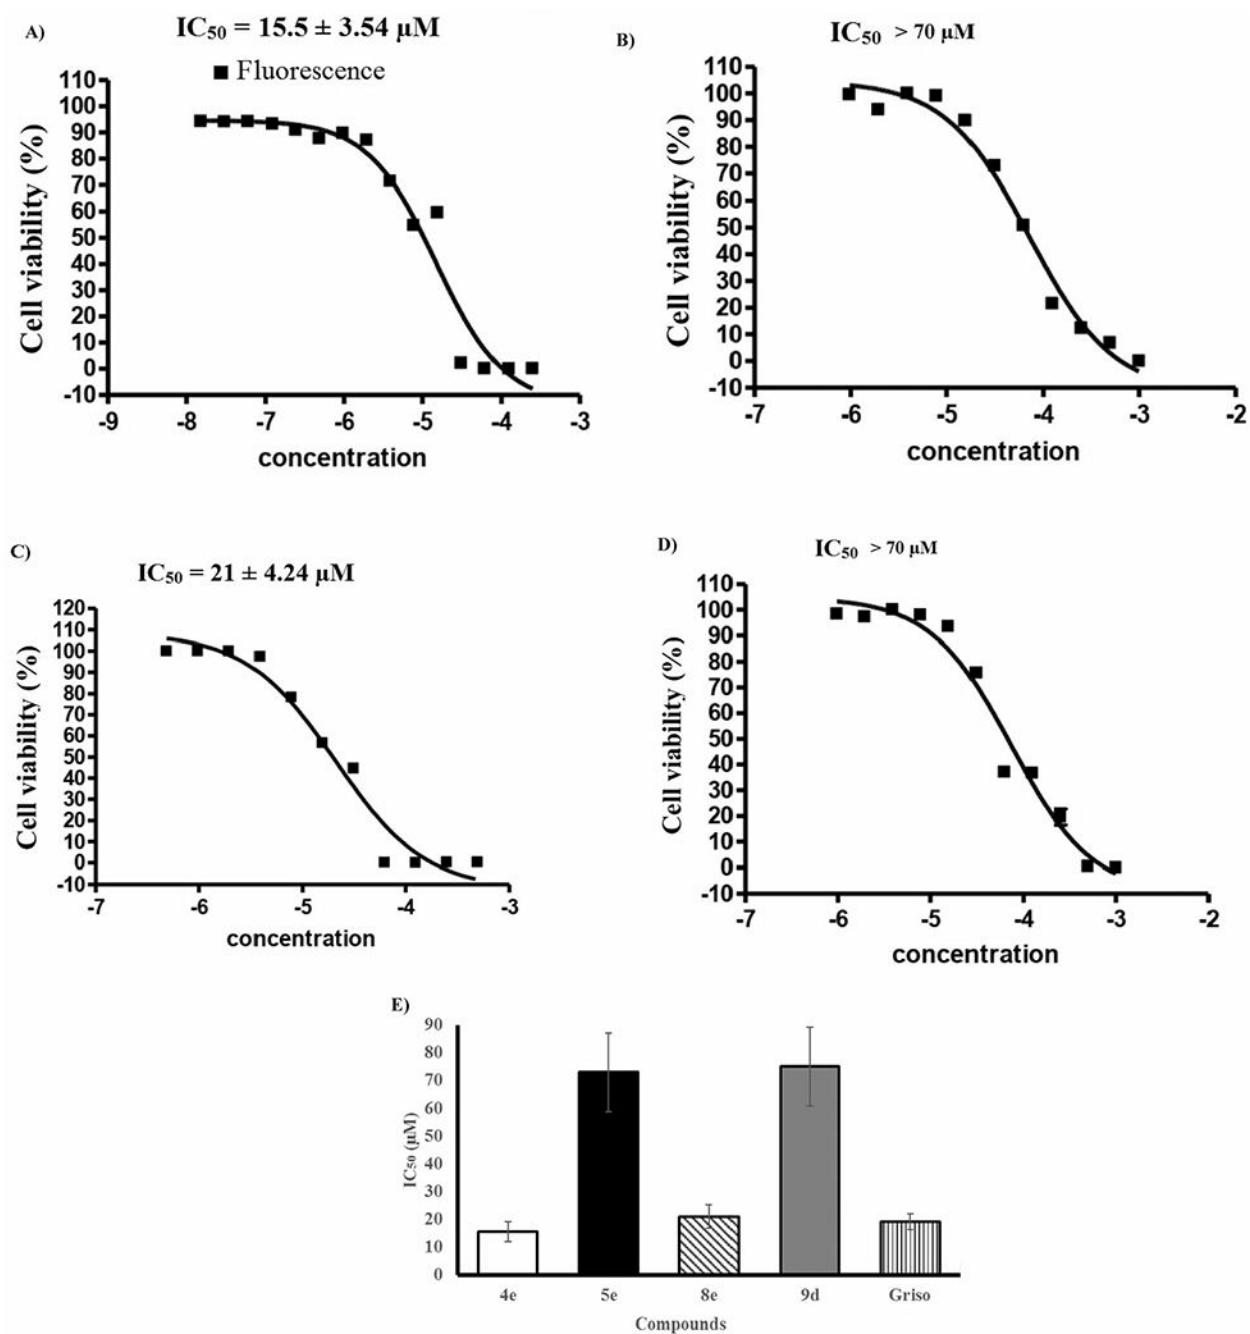 A)
IC50 = 15.5 ± 3.54 μM
Fluorescence
110
100
90
80
70
60
50
40
30
20
10
0
-10
Cell viability (%)
-9 -8 -7 -6 -5 -4 -3
concentration
B)
IC50 > 70 μM
110
100
90
80
70
60
50
40
30
20
10
0
-10
Cell viability (%)
-7 -6 -5 -4 -3 -2
concentration
C)
IC50 = 21 ± 4.24 μM
120
110
100
90
80
70
60
50
40
30
20
10
0
-10
Cell viability (%)
-7 -6 -5 -4 -3
concentration
D)
IC50 > 70 μM
110
100
90
80
70
60
50
40
30
20
10
0
-10
Cell viability (%)
-7 -6 -5 -4 -3 -2
concentration
E)
90
80
70
60
50
40
30
20
10
0
IC50 (μM)
4e 5e 8e 9d Griso
Compounds